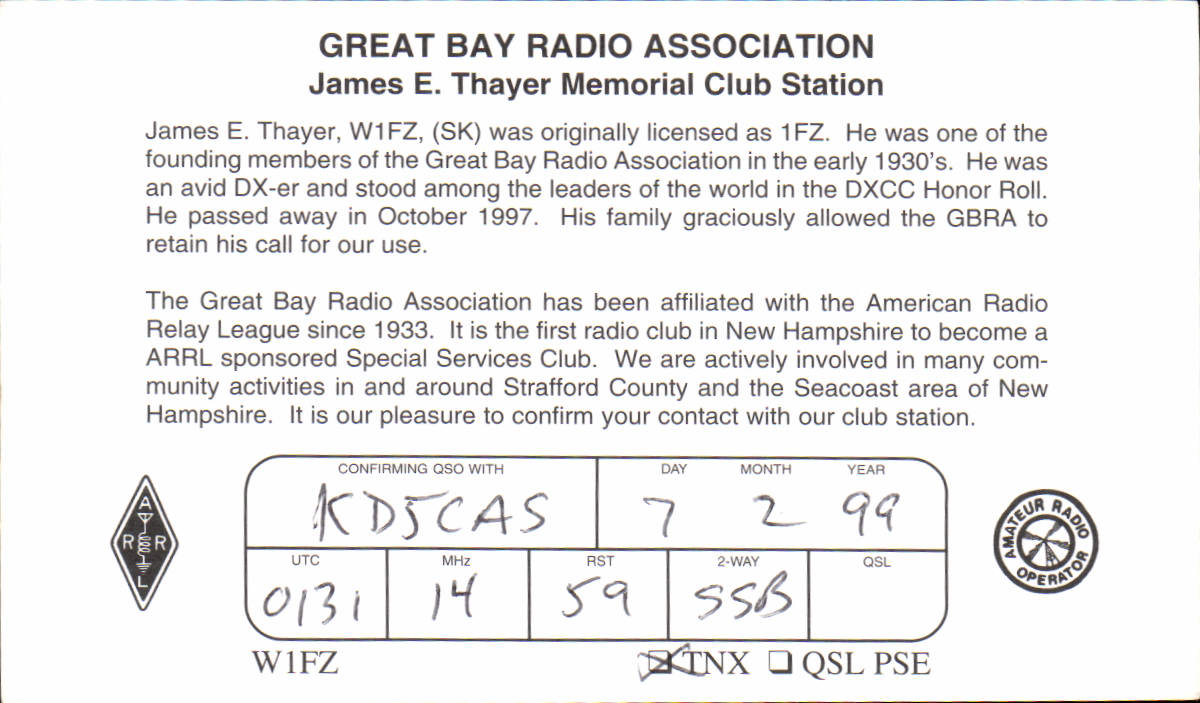 GREAT BAY RADIO ASSOCIATION
James E. Thayer Memorial Club Station
James E. Thayer, W1FZ, (SK) was originally licensed as 1FZ. He was one of the
founding members of the Great Bay Radio Association in the early 1930's. He was
an avid DX-er and stood among the leaders of the world in the DXCC Honor Roll.
He passed away in October 1997. His family graciously allowed the GBRA to
retain his call for our use.
The Great Bay Radio Association has been affiliated with the American Radio
Relay League since 1933. It is the first radio club in New Hampshire to become a
ARRL sponsored Special Services Club. We are actively involved in many com-
munity activities in and around Strafford County and the Seacoast area of New
Hampshire. It is our pleasure to confirm your contact with our club station.
CONFIRMING QSO WITH DAY MONTH YEAR
KD5CAS 7 2 99
UTC MHz RST 2-WAY QSL
0131 14 59 SSB
A
R R
L
AMATEUR RADIO
OPERATOR
W1FZ TNX QSL PSE